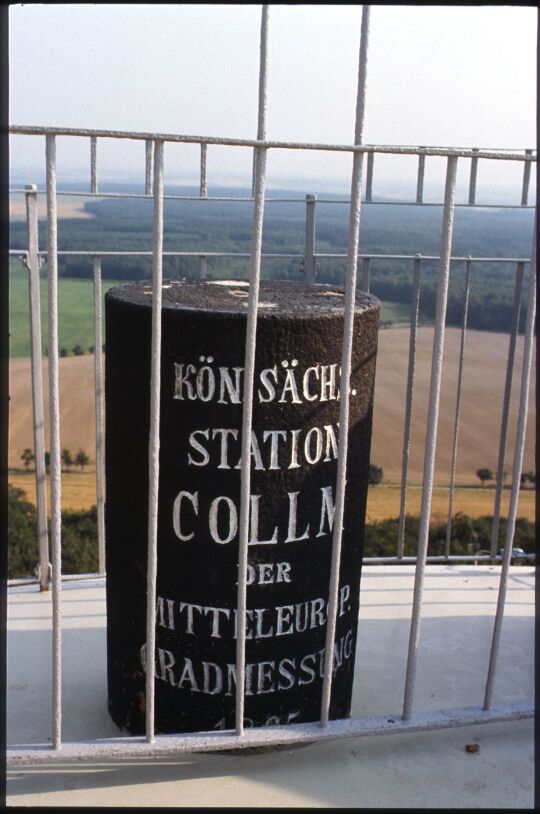 KÖN. SÄCHS.
STATION
COLLM
DER
MITTELEUROP.
GRADMESSUNG